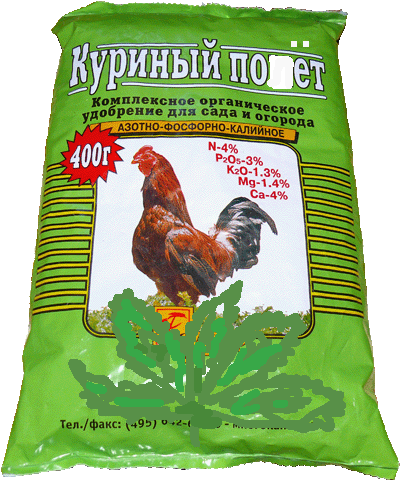 Куриный по ёт
Комплексное органическое
удобрение для сада и огорода
АЗОТНО-ФОСФОРНО-КАЛИЙНОЕ
400г
N-4%
P₂O₅-3%
K₂O-1.3%
Mg-1.4%
Ca-4%
Тел./факс: (495)